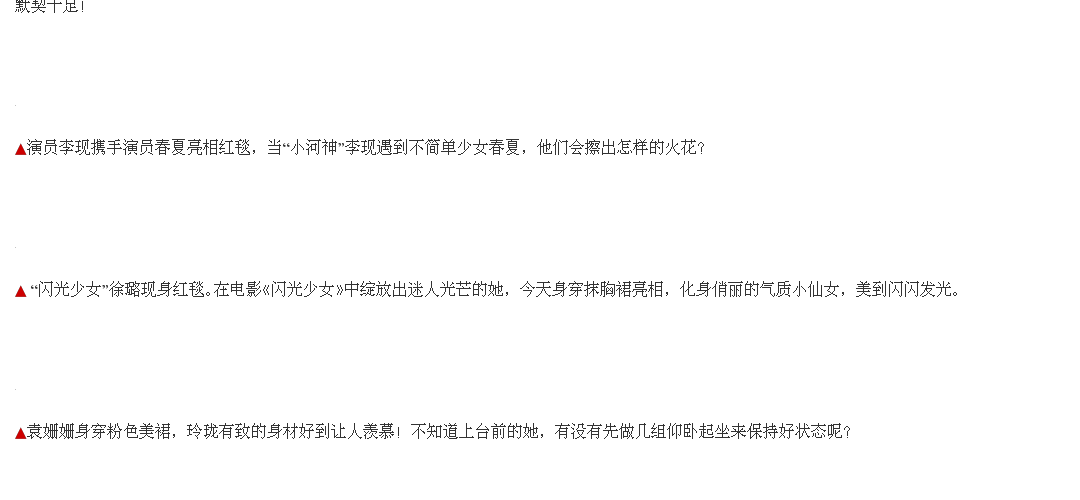 默契十足!
▲演员李现携手演员春夏亮相红毯，当“小河神”李现遇到不简单少女春夏，他们会擦出怎样的火花?
▲ “闪光少女”徐璐现身红毯。在电影《闪光少女》中绽放出迷人光芒的她，今天身穿抹胸裙亮相，化身俏丽的气质小仙女，美到闪闪发光。
▲袁姗姗身穿粉色美裙，玲珑有致的身材好到让人羡慕! 不知道上台前的她，有没有先做几组仰卧起坐来保持好状态呢?